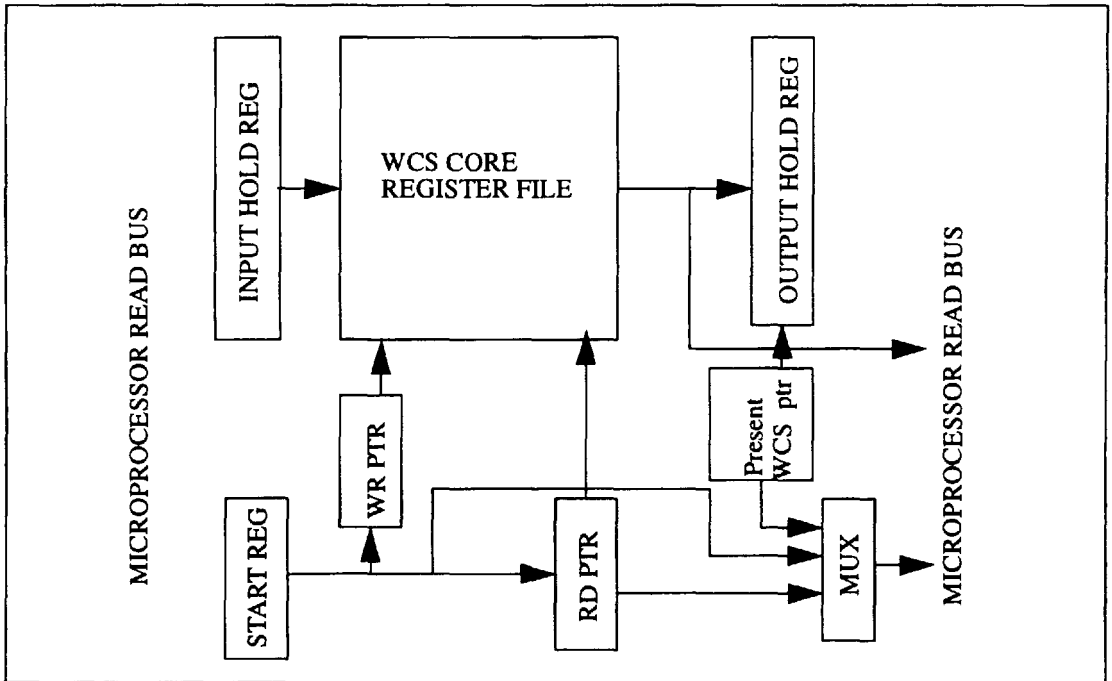 MICROPROCESSOR READ BUS
INPUT HOLD REG
WCS CORE
REGISTER FILE
OUTPUT HOLD REG
MICROPROCESSOR READ BUS
START REG
WR PTR
RD PTR
Present
WCS ptr
MUX